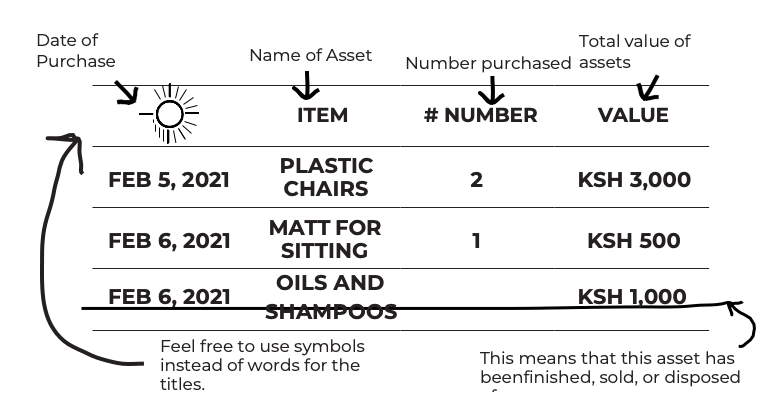 Date of
Purchase
Name of Asset
Number purchased
Total value of
assets
ITEM
# NUMBER
VALUE
FEB 5, 2021
PLASTIC
CHAIRS
2
KSH 3,000
FEB 6, 2021
MATT FOR
SITTING
1
KSH 500
FEB 6, 2021
OILS AND
SHAMPOOS
KSH 1,000
Feel free to use symbols
instead of words for the
titles.
This means that this asset has
beenfinished, sold, or disposed